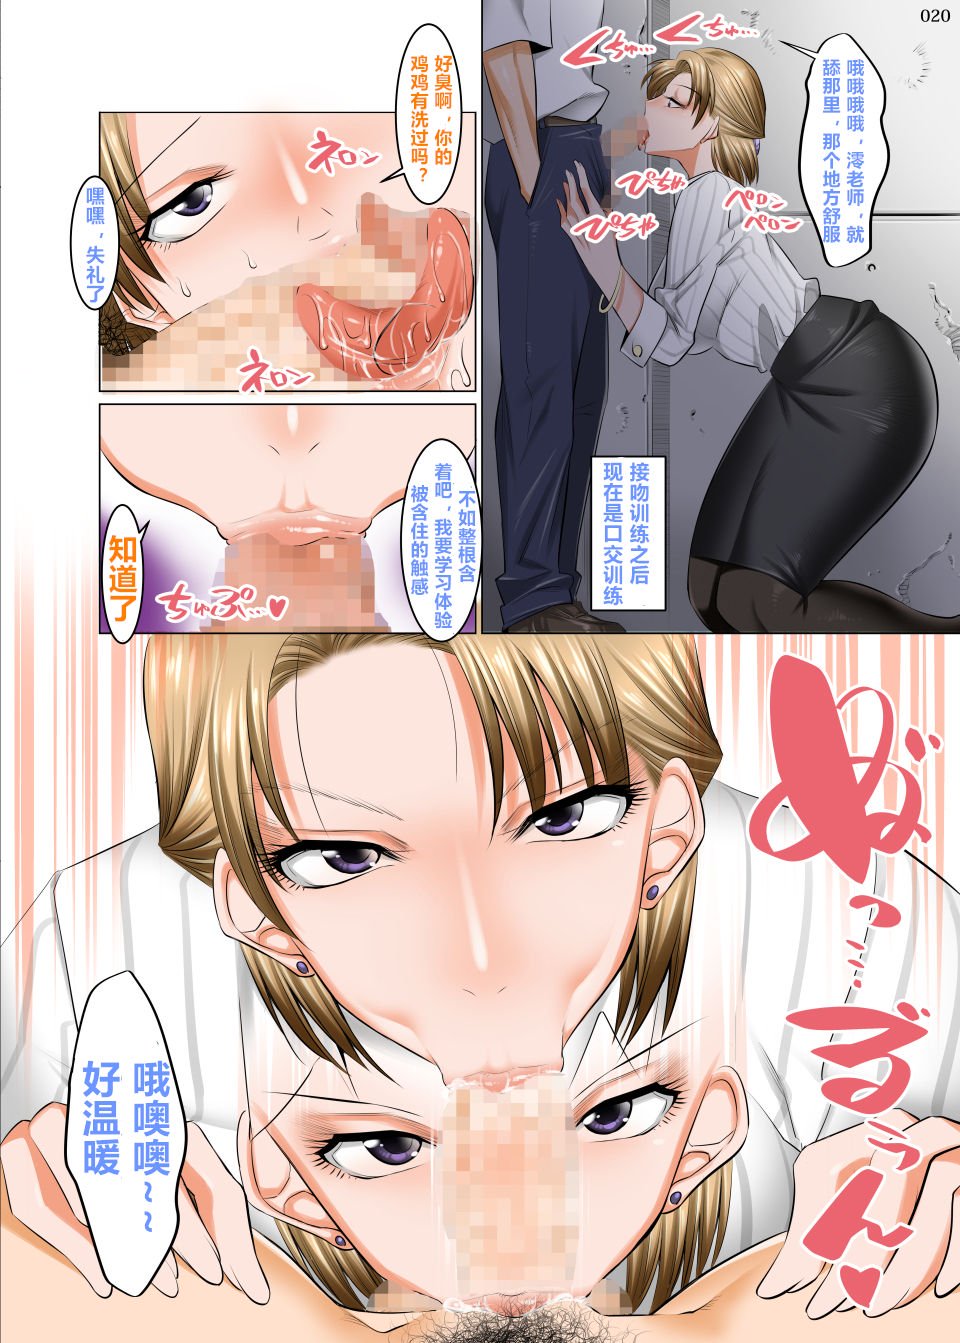 020
哦哦哦哦，澪老师，就
舔那里，那个地方舒服
くちゅ…
くちゅ…
ぴちゅ
ぴちゅ
ペロン
ペロン
接吻训练之后
现在是口交训练
好臭啊，你的
鸡鸡有洗过吗？
ネロン
嘿嘿，失礼了
ネロン
不如整根含
着吧，我要学习体验
被含住的触感
知道了
ちゅぷ…♥
ぬっ…
でゅるぅん♥
哦噢噢~~
好温暖